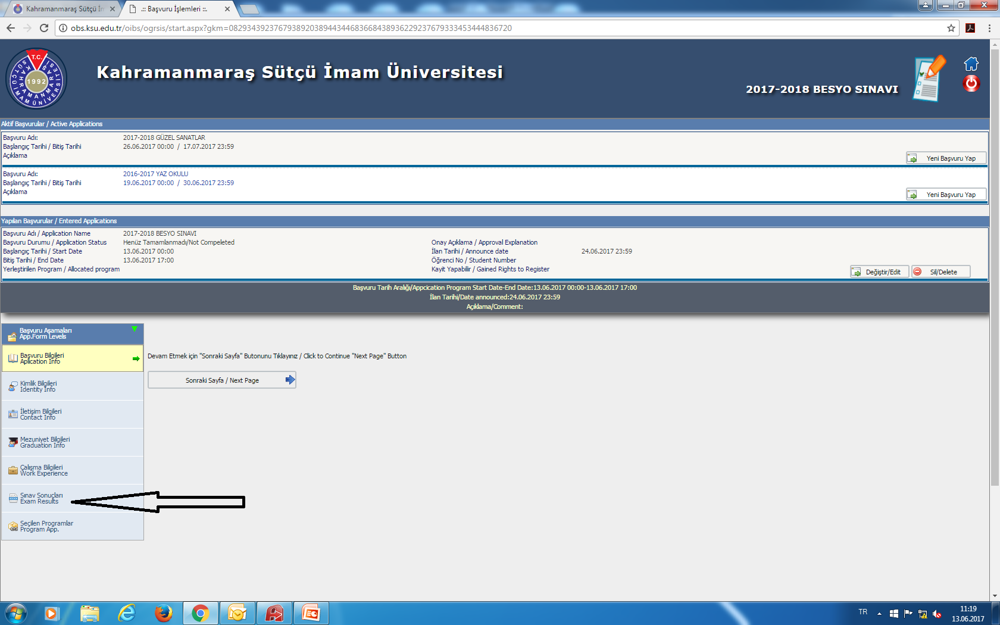 Kahramanmaraş Sütçü İm
.:: Başvuru İşlemleri ::.
obs.ksu.edu.tr/oibs/ogrsis/start.aspx?gkm=08293439237679389203894434468366843893622923767933345344483​6720
T.C.
KAHRAMANMARAŞ SÜTÇÜ İMAM ÜNİVERSİTESİ
1992
Kahramanmaraş Sütçü İmam Üniversitesi
2017-2018 BESYO SINAVI
Aktif Başvurular / Active Applications
Başvuru Adı: 2017-2018 GÜZEL SANATLAR
Başlangıç Tarihi / Bitiş Tarihi 26.06.2017 00:00 / 17.07.2017 23:59
Açıklama
Yeni Başvuru Yap
Başvuru Adı: 2016-2017 YAZ OKULU
Başlangıç Tarihi / Bitiş Tarihi 19.06.2017 00:00 / 30.06.2017 23:59
Açıklama
Yeni Başvuru Yap
Yapılan Başvurular / Entered Applications
Başvuru Adı / Application Name 2017-2018 BESYO SINAVI
Başvuru Durumu / Application Status Henüz Tamamlanmadı/Not Compeleted Onay Açıklama / Approval Explanation
Başlangıç Tarihi / Start Date 13.06.2017 00:00 İlan Tarihi / Announce date 24.06.2017 23:59
Bitiş Tarihi / End Date 13.06.2017 17:00 Öğrenci No / Student Number
Yerleştirilen Program / Allocated program Kayit Yapabilir / Gained Rights to Register
Değiştir/Edit Sil/Delete
Başvuru Tarih Aralığı/Appcication Program Start Date-End Date:13.06.2017 00:00-13.06.2017 17:00
İlan Tarihi/Date announced:24.06.2017 23:59
Açıklama/Comment:
Başvuru Aşamaları
App.Form Levels
Başvuru Bilgileri
Aplication Info
Devam Etmek için "Sonraki Sayfa" Butonunu Tıklayınız / Click to Continue "Next Page" Button
Sonraki Sayfa / Next Page
Kimlik Bilgileri
Identity Info
İletişim Bilgileri
Contact Info
Mezuniyet Bilgileri
Graduation Info
Çalışma Bilgileri
Work Experience
Sınav Sonuçları
Exam Results
Seçilen Programlar
Program App.
TR
11:19
13.06.2017